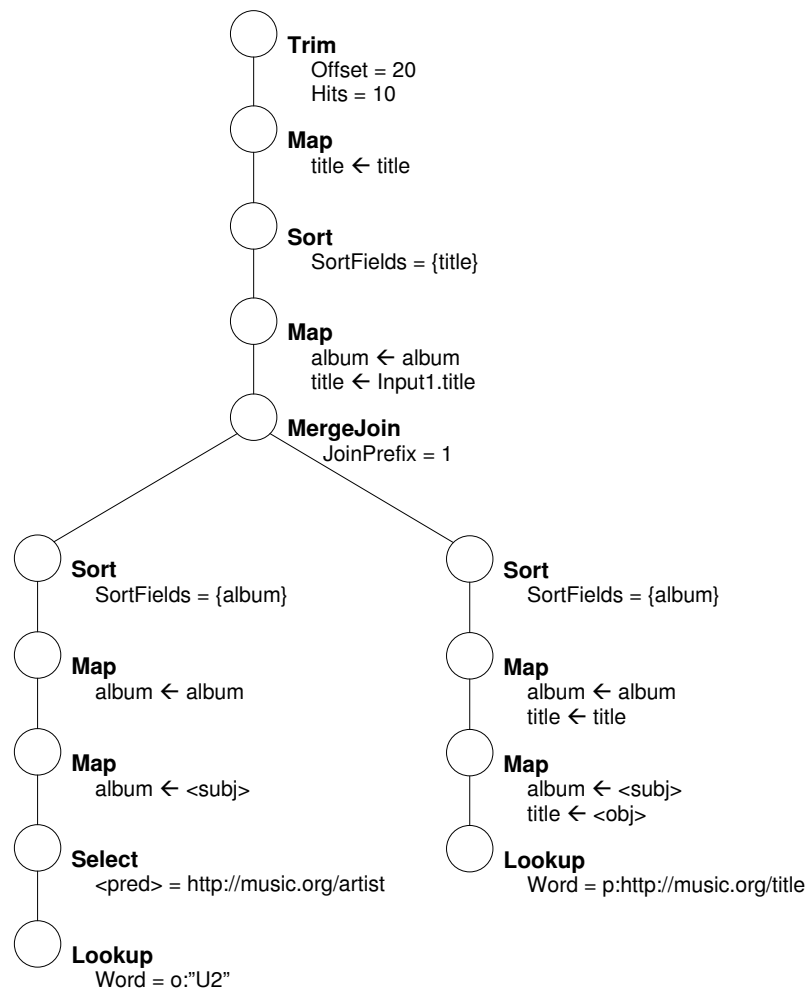 Trim
Offset = 20
Hits = 10
Map
title ← title
Sort
SortFields = {title}
Map
album ← album
title ← Input1.title
MergeJoin
JoinPrefix = 1
Sort
SortFields = {album}
Map
album ← album
Map
album ← <subj>
Select
<pred> = http://music.org/artist
Lookup
Word = o:”U2”
Sort
SortFields = {album}
Map
album ← album
title ← title
Map
album ← <subj>
title ← <obj>
Lookup
Word = p:http://music.org/title